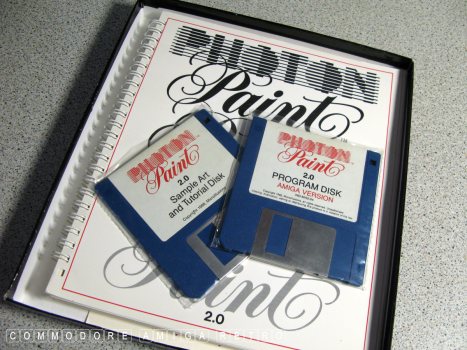 PHOTON
Paint
Paint
2.0
PHOTON
Paint
2.0
Sample Art
and Tutorial Disk
PHOTON
Paint
2.0
PROGRAM DISK
AMIGA VERSION
COMMODORE AMIGA RETRO